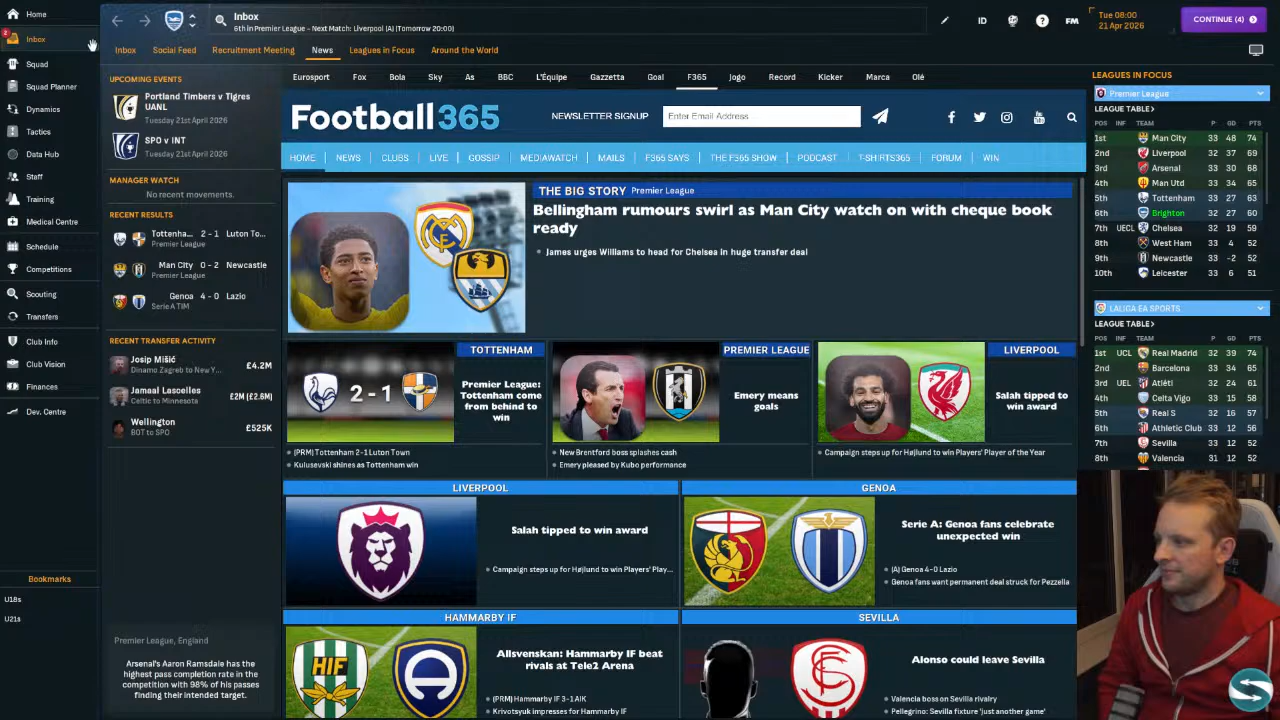 Home
2
Inbox
Squad
Squad Planner
Dynamics
Tactics
Data Hub
Staff
Training
Medical Centre
Schedule
Competitions
Scouting
Transfers
Club Info
Club Vision
Finances
Dev. Centre
Bookmarks
U18s
U21s
Inbox
6th in Premier League - Next Match: Liverpool (A) (Tomorrow 20:00)
ID
?
FM
Tue 08:00
21 Apr 2026
CONTINUE (4)
Inbox
Social Feed
Recruitment Meeting
News
Leagues in Focus
Around the World
UPCOMING EVENTS
Portland Timbers v Tigres
UANL
Tuesday 21st April 2026
SPO v INT
Tuesday 21st April 2026
MANAGER WATCH
No recent movements.
RECENT RESULTS
Tottenha... 2 - 1 Luton To...
Premier League
Man City 0 - 2 Newcastle
Premier League
Genoa 4 - 0 Lazio
Serie A TIM
RECENT TRANSFER ACTIVITY
Josip Mišić
Dinamo Zagreb to New Y...
£4.2M
Jamaal Lascelles
Celtic to Minnesota
£2M (£2.6M)
Wellington
BOT to SPO
£525K
Premier League, England
Arsenal's Aaron Ramsdale has the
highest pass completion rate in the
competition with 98% of his passes
finding their intended target.
Eurosport
Fox
Bola
Sky
As
BBC
L'Équipe
Gazzetta
Goal
F365
Jogo
Record
Kicker
Marca
Olé
Football365
NEWSLETTER SIGNUP
Enter Email Address
HOME
NEWS
CLUBS
LIVE
GOSSIP
MEDIAWATCH
MAILS
F365 SAYS
THE F365 SHOW
PODCAST
T-SHIRTS365
FORUM
WIN
THE BIG STORY Premier League
Bellingham rumours swirl as Man City watch on with cheque book
ready
James urges Williams to head for Chelsea in huge transfer deal
TOTTENHAM
2 - 1
Premier League:
Tottenham come
from behind to
win
(PRM) Tottenham 2-1 Luton Town
Kulusevski shines as Tottenham win
PREMIER LEAGUE
Emery means
goals
New Brentford boss splashes cash
Emery pleased by Kubo performance
LIVERPOOL
Salah tipped to
win award
Campaign steps up for Højlund to win Players' Player of the Year
LIVERPOOL
Salah tipped to win award
Campaign steps up for Højlund to win Players' Play...
GENOA
Serie A: Genoa fans celebrate
unexpected win
(A) Genoa 4-0 Lazio
Genoa fans want permanent deal struck for Pezzella
HAMMARBY IF
HIF
Allsvenskan: Hammarby IF beat
rivals at Tele2 Arena
(PRM) Hammarby IF 3-1 AIK
Krivotsyuk impresses for Hammarby IF
SEVILLA
Alonso could leave Sevilla
Valencia boss on Sevilla rivalry
Pellegrino: Sevilla fixture 'just another game'
LEAGUES IN FOCUS
Premier League
LEAGUE TABLE>
POS INF TEAM P GD PTS
1st Man City 33 48 74
2nd Liverpool 32 37 69
3rd Arsenal 33 30 68
4th Man Utd 33 34 65
5th Tottenham 33 27 63
6th Brighton 32 27 60
7th UECL Chelsea 32 19 59
8th West Ham 33 4 52
9th Newcastle 33 -2 52
10th Leicester 33 6 51
LALIGA EA SPORTS
LEAGUE TABLE>
POS INF TEAM P GD PTS
1st UCL Real Madrid 32 39 74
2nd Barcelona 33 34 65
3rd UEL Atléti 32 24 61
4th Celta Vigo 33 15 58
5th Real S 32 16 57
6th Athletic Club 33 12 56
7th Sevilla 33 12 52
8th Valencia 31 12 52